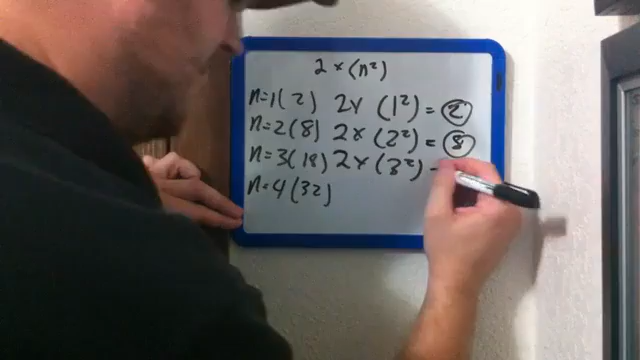 2 × (n²)
n=1(2) 2× (1²) = 2
n=2(8) 2× (2²) = 8
n=3(18) 2× (3²) =
n=4(32)